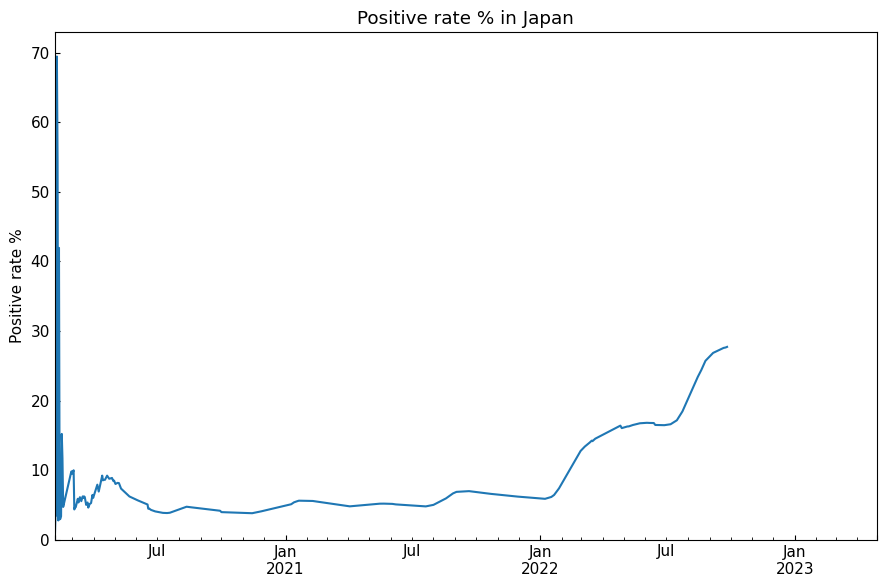 Positive rate % in Japan
Positive rate %
70
60
50
40
30
20
10
0
Jul
Jan
2021
Jul
Jan
2022
Jul
Jan
2023